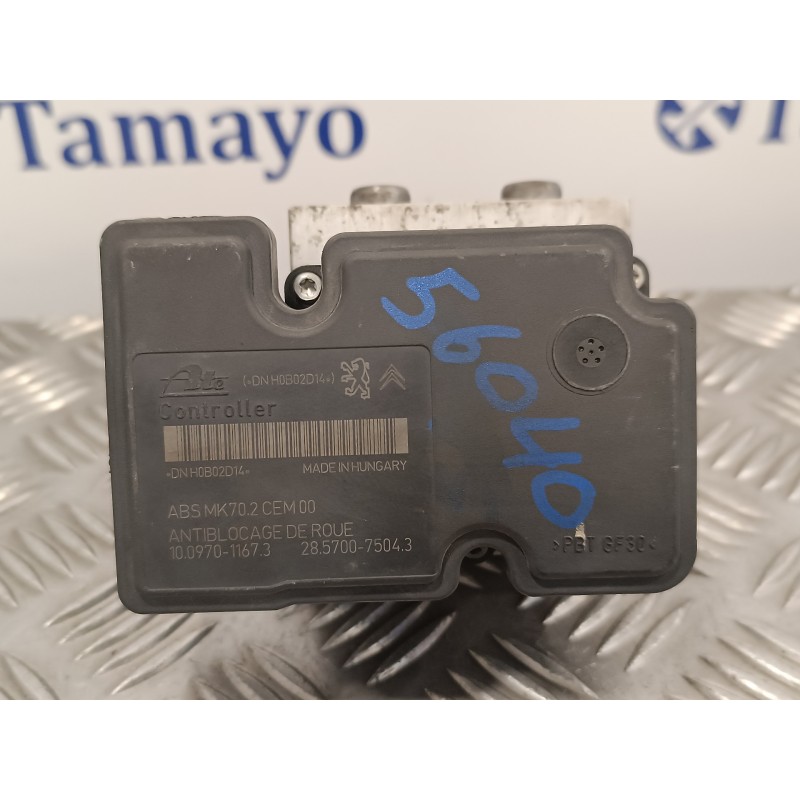 Tamayo
T
Ate (*DN H0B02D14*)
Controller
*DN H0B02D14* MADE IN HUNGARY
ABS MK70.2 CEM 00
ANTIBLOCAGE DE ROUE
10.0970-1167.3 28.5700-7504.3
56040
>PBT GF30<